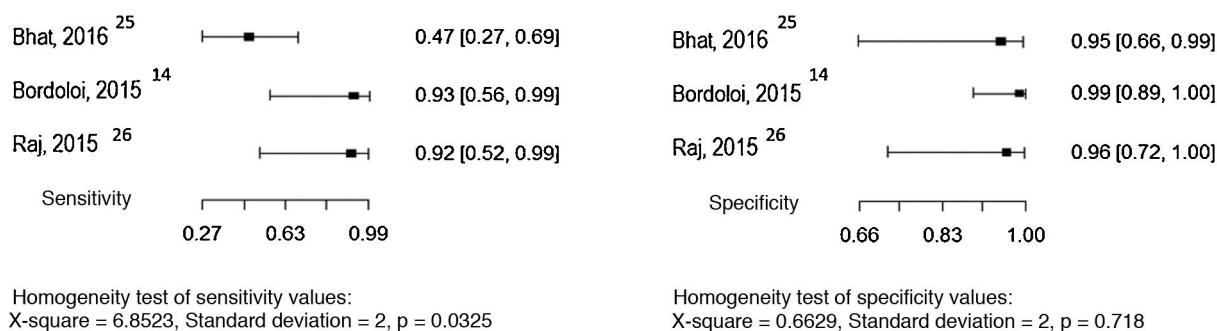 Bhat, 2016 25 0.47 [0.27, 0.69]
Bordoloi, 2015 14 0.93 [0.56, 0.99]
Raj, 2015 26 0.92 [0.52, 0.99]
Sensitivity
0.27 0.63 0.99
Homogeneity test of sensitivity values:
X-square = 6.8523, Standard deviation = 2, p = 0.0325
Bhat, 2016 25 0.95 [0.66, 0.99]
Bordoloi, 2015 14 0.99 [0.89, 1.00]
Raj, 2015 26 0.96 [0.72, 1.00]
Specificity
0.66 0.83 1.00
Homogeneity test of specificity values:
X-square = 0.6629, Standard deviation = 2, p = 0.718